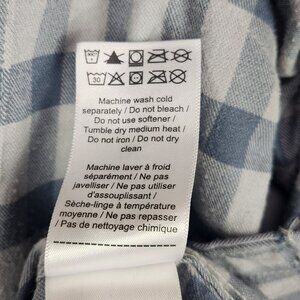 30
Machine wash cold
separately / Do not bleach /
Do not use softener /
Tumble dry medium heat /
Do not iron / Do not dry
clean
Machine laver à froid
séparément / Ne pas
javelliser / Ne pas utiliser
d'assouplissant /
Sèche-linge à température
moyenne / Ne pas repasser
/ Pas de nettoyage chimique